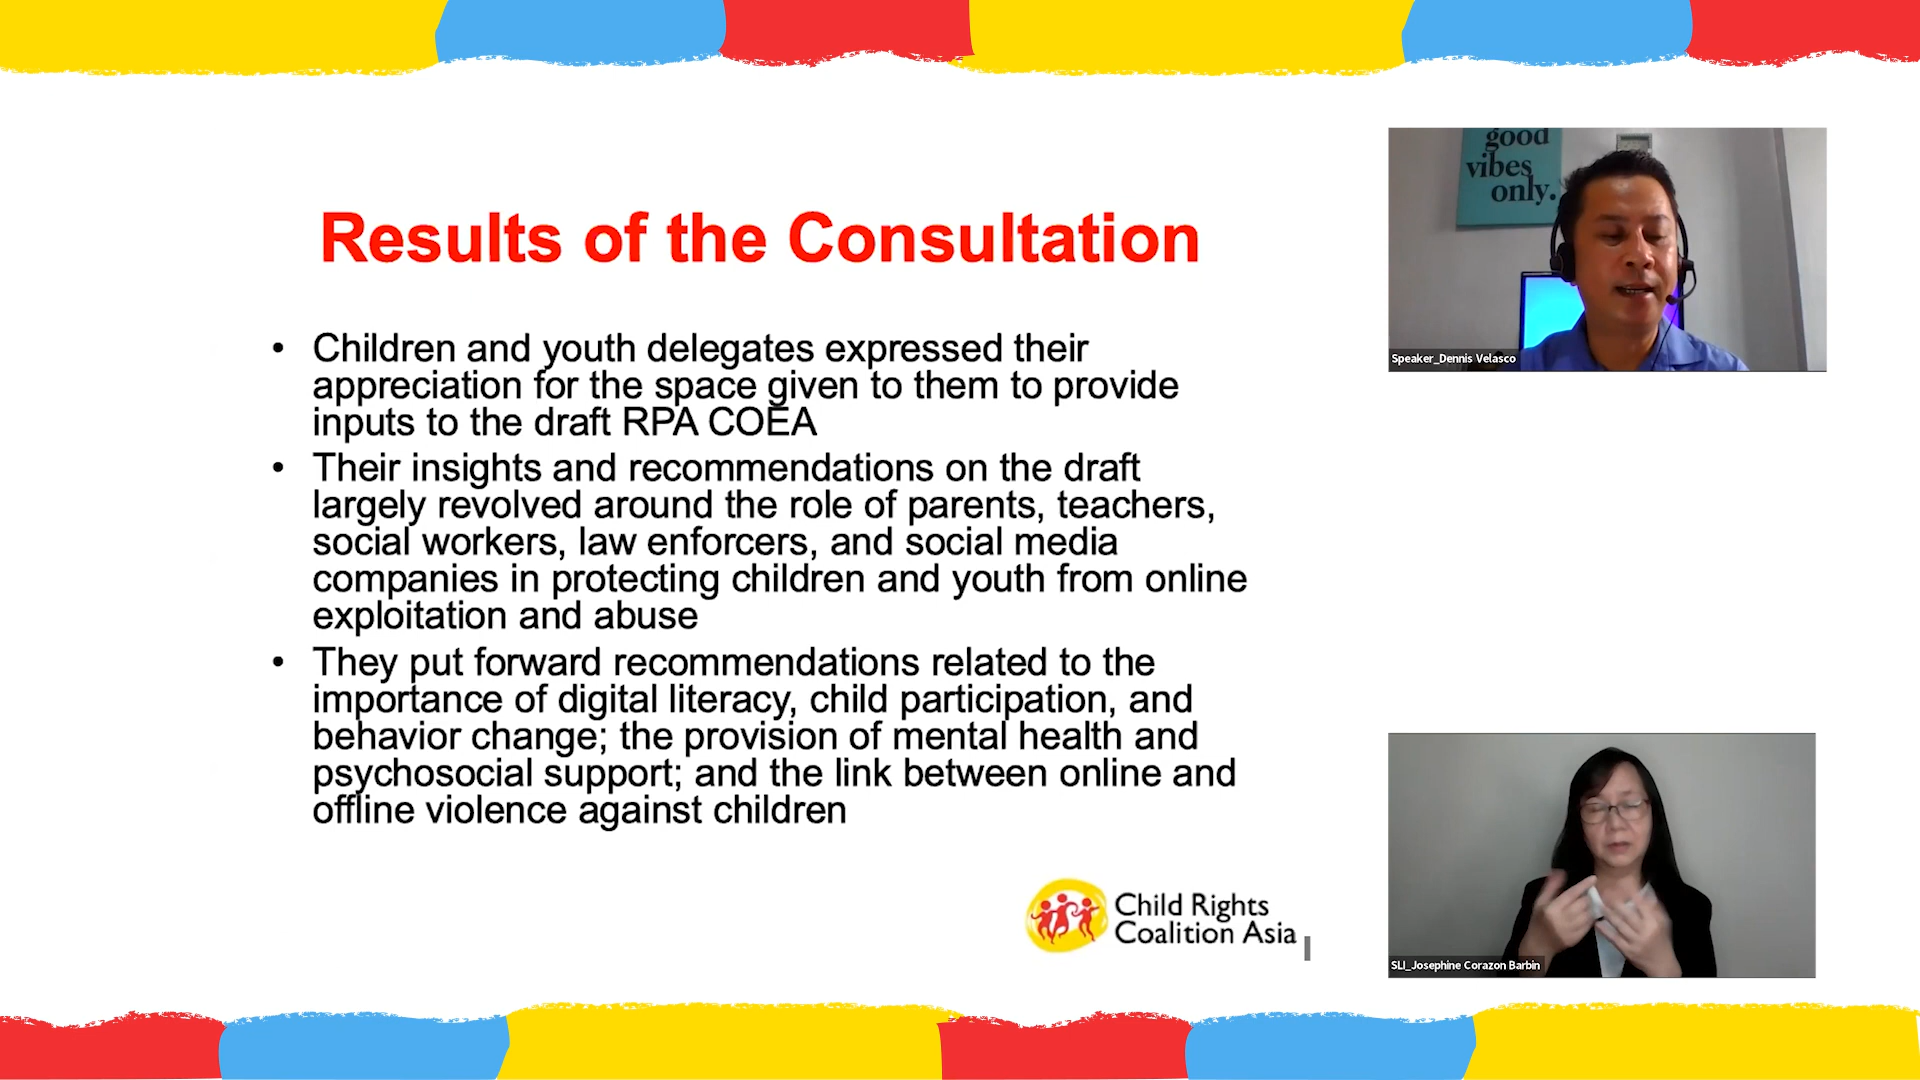 Results of the Consultation
• Children and youth delegates expressed their
appreciation for the space given to them to provide
inputs to the draft RPA COEA
• Their insights and recommendations on the draft
largely revolved around the role of parents, teachers,
social workers, law enforcers, and social media
companies in protecting children and youth from online
exploitation and abuse
• They put forward recommendations related to the
importance of digital literacy, child participation, and
behavior change; the provision of mental health and
psychosocial support; and the link between online and
offline violence against children
Child Rights
Coalition Asia
good
vibes
only.
Speaker_Dennis Velasco
SLI_Josephine Corazon Barbin